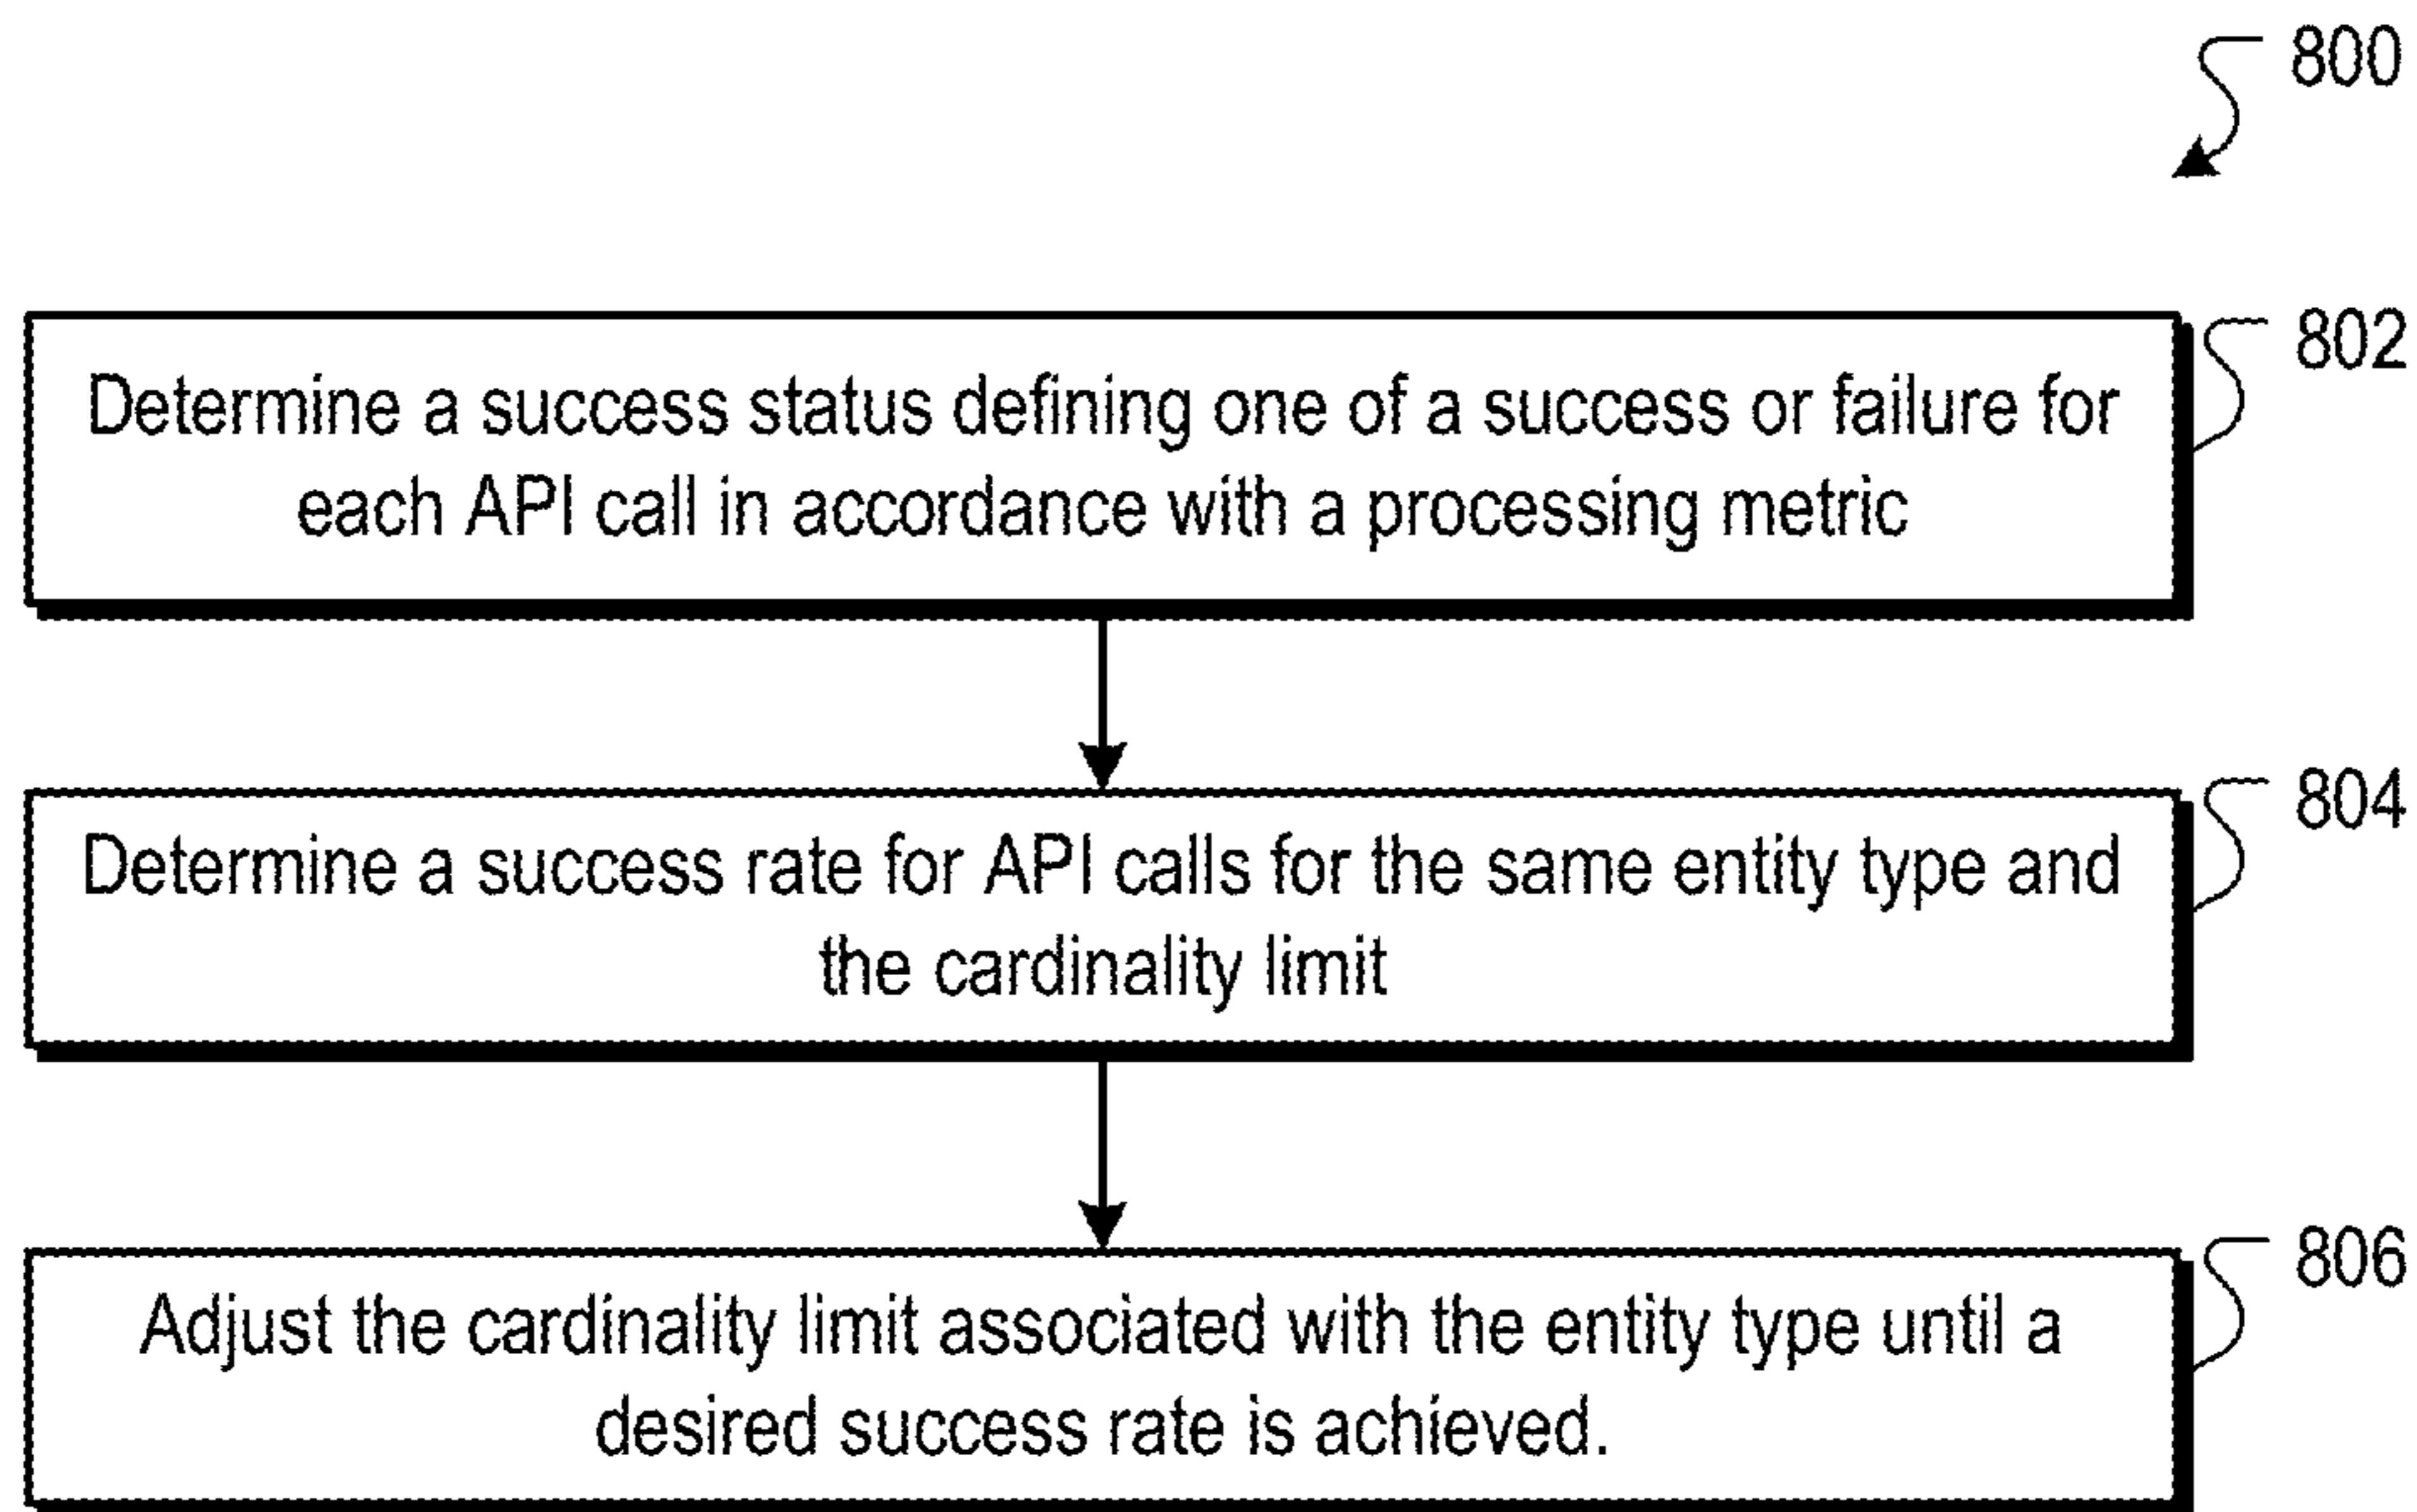 800
802
Determine a success status defining one of a success or failure for
each API call in accordance with a processing metric
804
Determine a success rate for API calls for the same entity type and
the cardinality limit
806
Adjust the cardinality limit associated with the entity type until a
desired success rate is achieved.